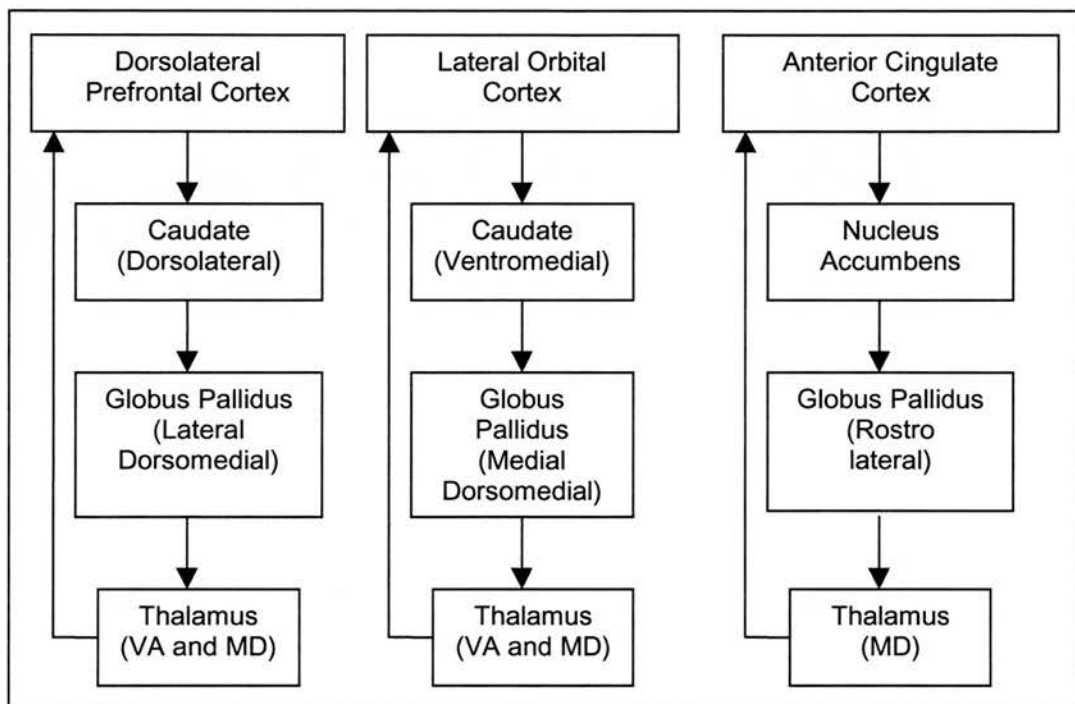 Dorsolateral
Prefrontal Cortex
Caudate
(Dorsolateral)
Globus Pallidus
(Lateral
Dorsomedial)
Thalamus
(VA and MD)
Lateral Orbital
Cortex
Caudate
(Ventromedial)
Globus
Pallidus
(Medial
Dorsomedial)
Thalamus
(VA and MD)
Anterior Cingulate
Cortex
Nucleus
Accumbens
Globus Pallidus
(Rostro
lateral)
Thalamus
(MD)